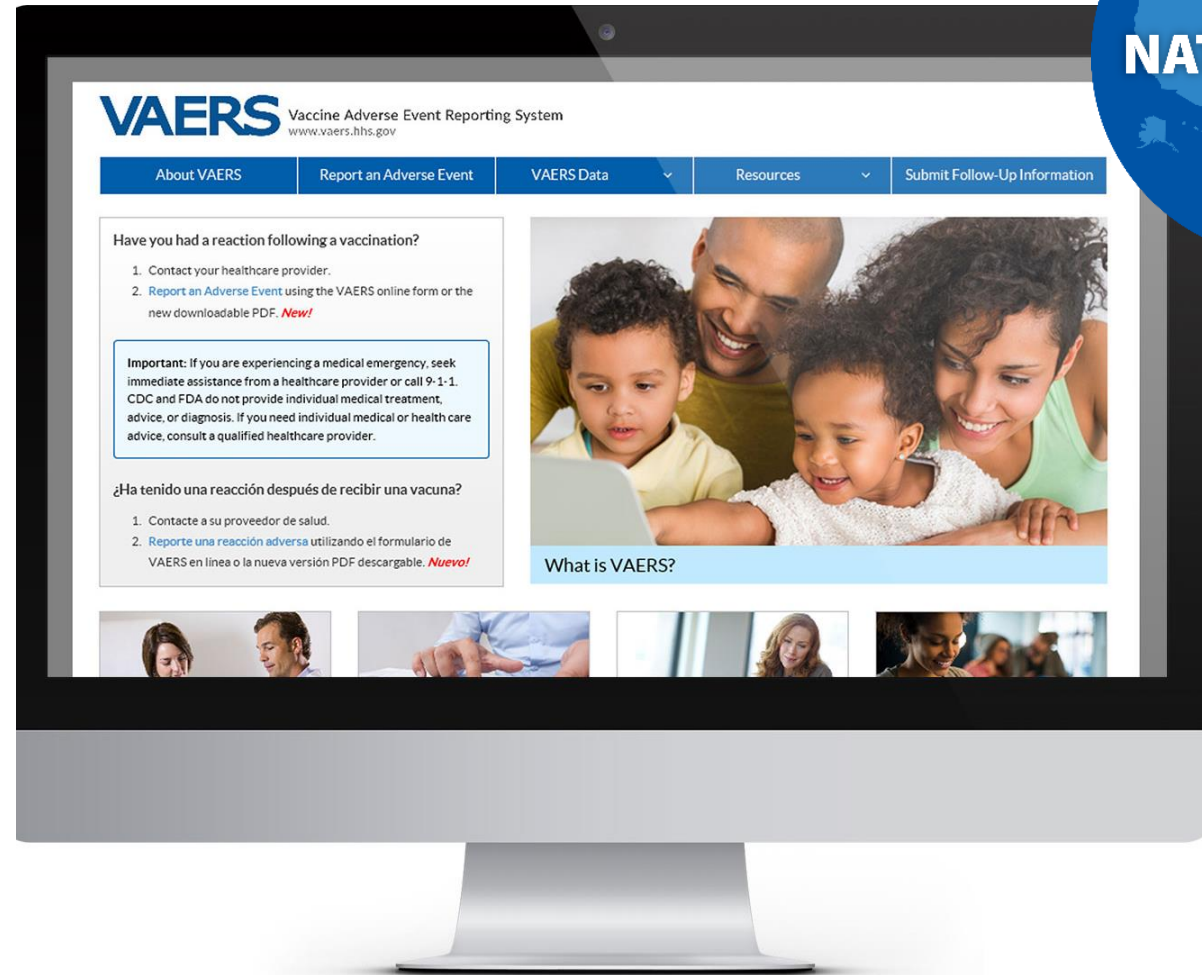 NAT
VAERS Vaccine Adverse Event Reporting System
www.vaers.hhs.gov
About VAERS
Report an Adverse Event
VAERS Data
Resources
Submit Follow-Up Information
Have you had a reaction following a vaccination?
1. Contact your healthcare provider.
2. Report an Adverse Event using the VAERS online form or the
new downloadable PDF. New!
Important: If you are experiencing a medical emergency, seek
immediate assistance from a healthcare provider or call 9-1-1.
CDC and FDA do not provide individual medical treatment,
advice, or diagnosis. If you need individual medical or health care
advice, consult a qualified healthcare provider.
¿Ha tenido una reacción después de recibir una vacuna?
1. Contacte a su proveedor de salud.
2. Reporte una reacción adversa utilizando el formulario de
VAERS en línea o la nueva versión PDF descargable. Nuevo!
What is VAERS?